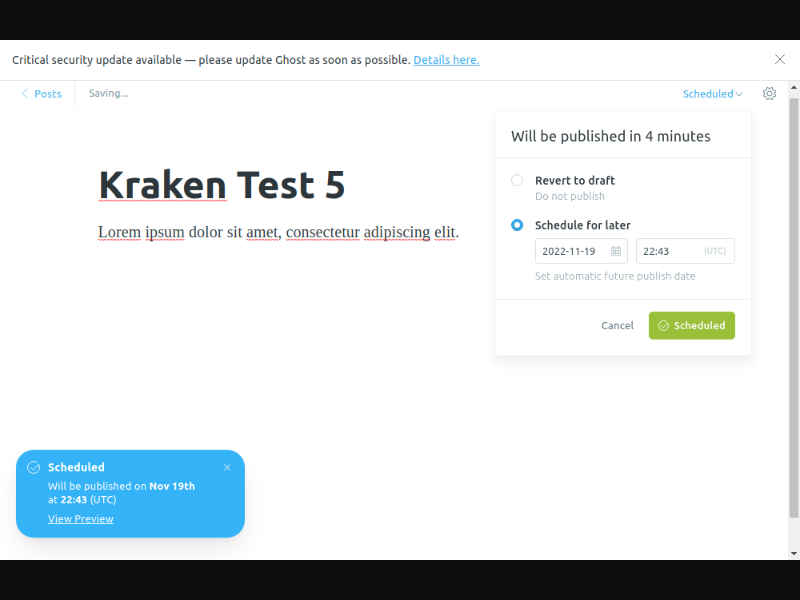 Critical security update available — please update Ghost as soon as possible. Details here.
Posts
Saving...
Scheduled
Will be published in 4 minutes
Kraken Test 5
Revert to draft
Do not publish
Lorem ipsum dolor sit amet, consectetur adipiscing elit.
Schedule for later
2022-11-19
22:43 (UTC)
Set automatic future publish date
Cancel
Scheduled
Scheduled
Will be published on Nov 19th
at 22:43 (UTC)
View Preview